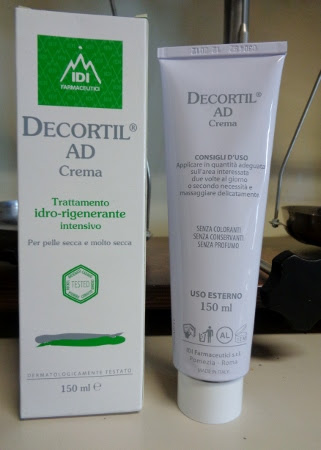 IDI
FARMACEUTICI
DECORTIL®
AD
Crema
Trattamento
idro-rigenerante
intensivo
Per pelle secca e molto secca
TESTED
DERMATOLOGICAMENTE TESTATO
150 ml e
DECORTIL®
AD
Crema
CONSIGLI D'USO
Applicare in quantità adeguata
sull'area interessata
due volte al giorno
o secondo necessità e
massaggiare delicatamente
SENZA COLORANTI
SENZA CONSERVANTI
SENZA PROFUMO
USO ESTERNO
150 ml
AL
IDI Farmaceutici s.r.l.
Pomezia - Roma
MADE IN ITALY